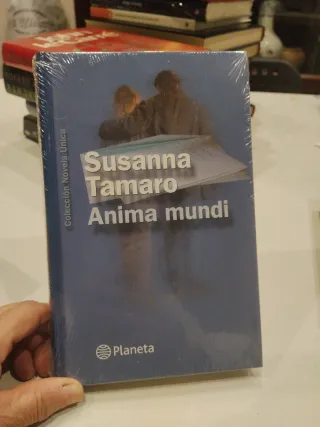 Susanna
Tamaro
Anima mundi
Colección Novela Única
Planeta